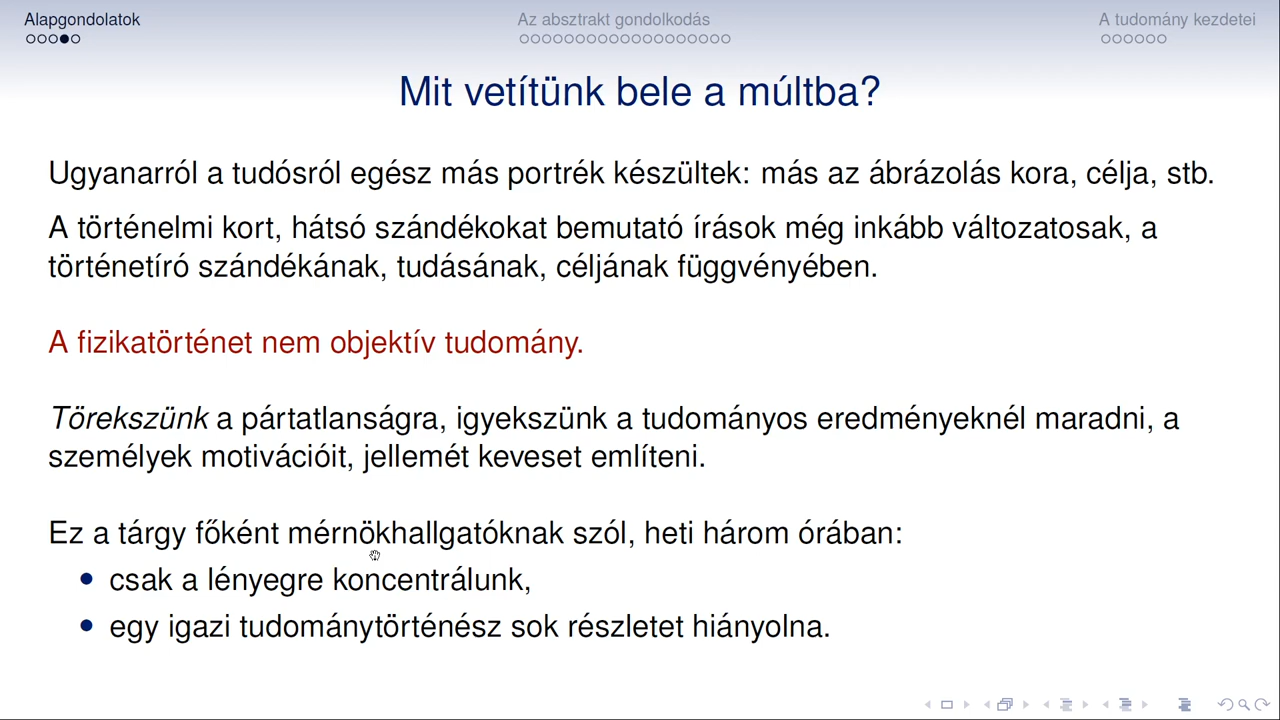 Alapgondolatok
Az absztrakt gondolkodás
A tudomány kezdetei
Mit vetítünk bele a múltba?
Ugyanarról a tudósról egész más portrék készültek: más az ábrázolás kora, célja, stb.
A történelmi kort, hátsó szándékokat bemutató írások még inkább változatosak, a
történetíró szándékának, tudásának, céljának függvényében.
A fizikatörténet nem objektív tudomány.
Törekszünk a pártatlanságra, igyekszünk a tudományos eredményeknél maradni, a
személyek motivációit, jellemét keveset említeni.
Ez a tárgy főként mérnökhallgatóknak szól, heti három órában:
• csak a lényegre koncentrálunk,
• egy igazi tudománytörténész sok részletet hiányolna.